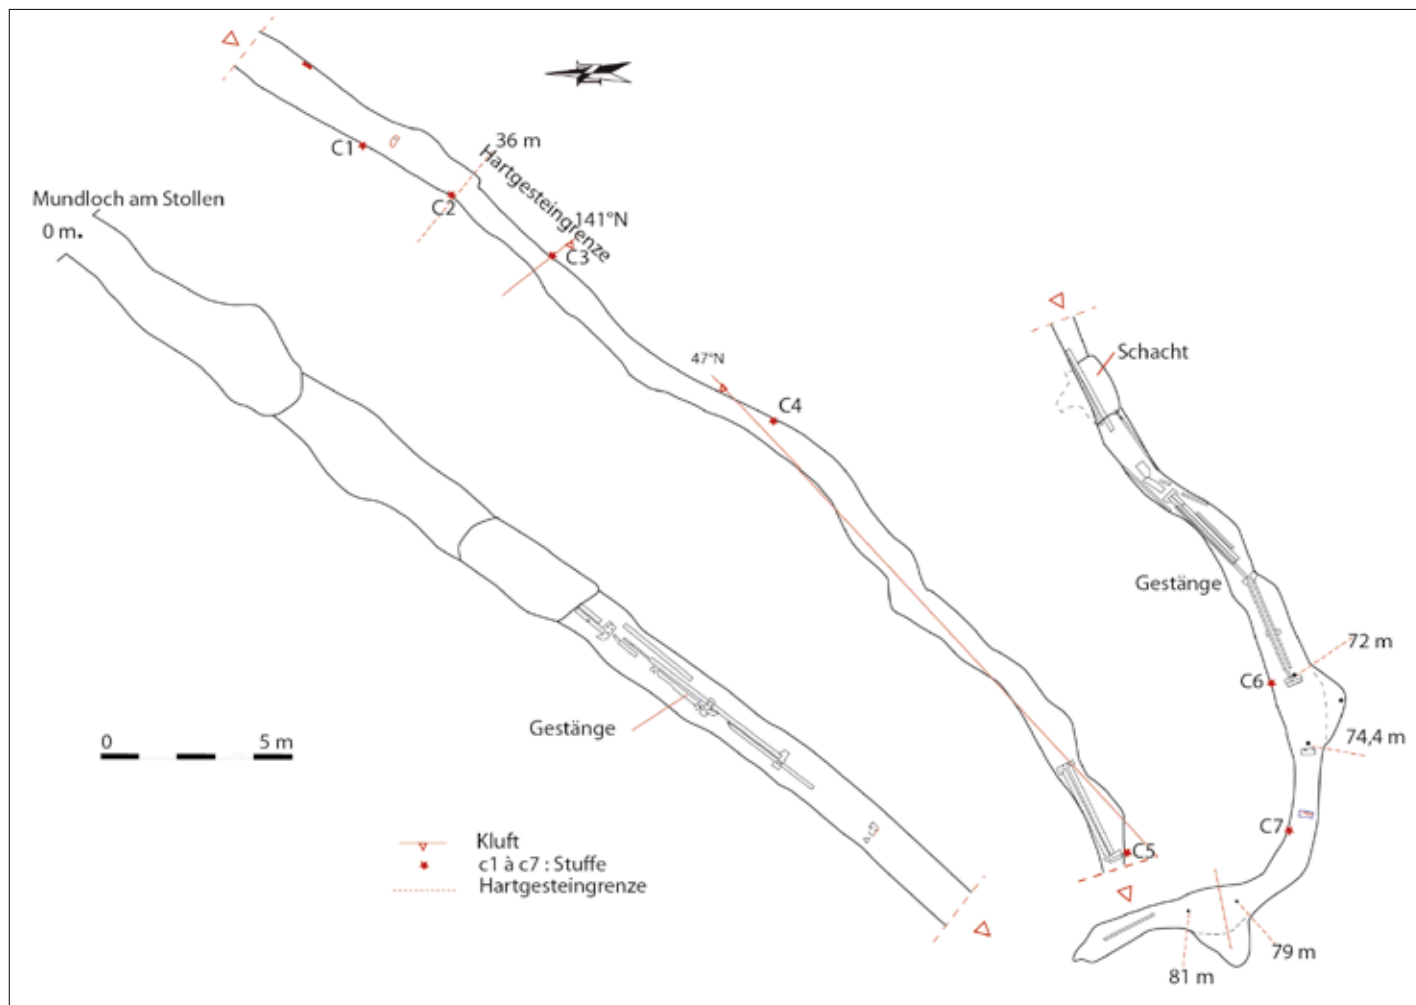 36 m
Hartgesteingrenze
C1
C2
141°N
C3
Mundloch am Stollen
0 m.
47°N
C4
Schacht
Gestänge
72 m
C6
74,4 m
Gestänge
0 5 m
C7
Kluft
c1 à c7 : Stuffe
Hartgesteingrenze
C5
79 m
81 m